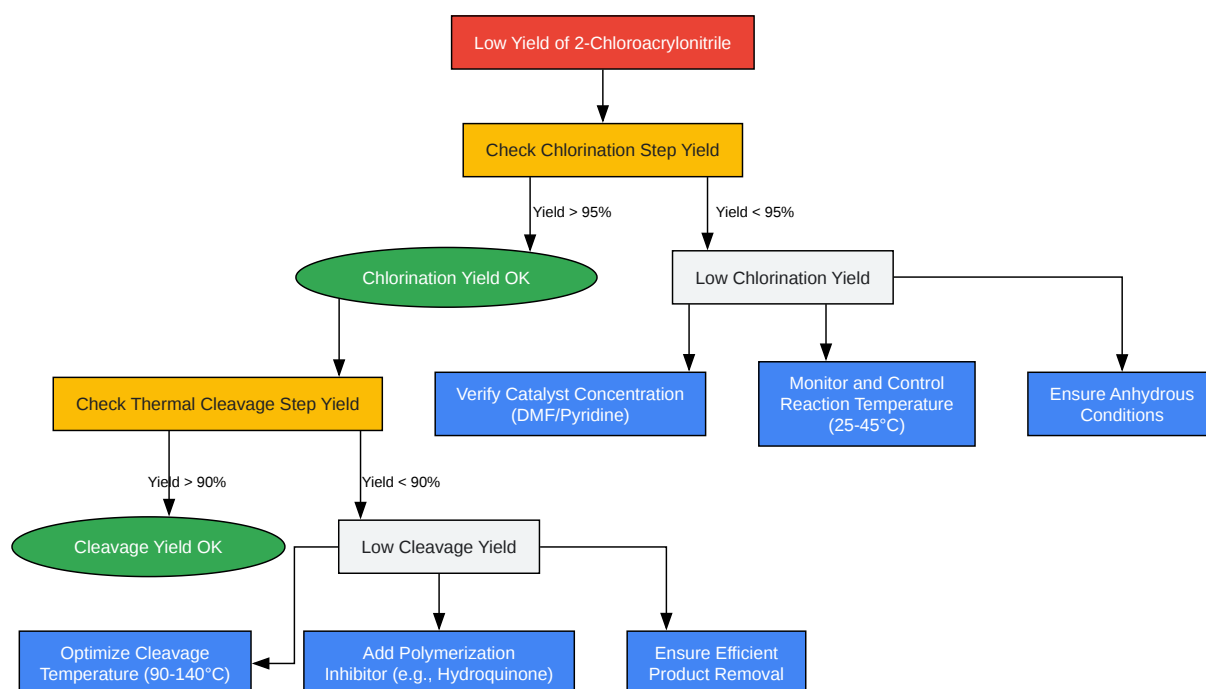 Low Yield of 2-Chloroacrylonitrile
Check Chlorination Step Yield
Yield > 95%
Yield < 95%
Chlorination Yield OK
Low Chlorination Yield
Check Thermal Cleavage Step Yield
Verify Catalyst Concentration
(DMF/Pyridine)
Monitor and Control
Reaction Temperature
(25-45°C)
Ensure Anhydrous
Conditions
Yield > 90%
Yield < 90%
Cleavage Yield OK
Low Cleavage Yield
Optimize Cleavage
Temperature (90-140°C)
Add Polymerization
Inhibitor (e.g., Hydroquinone)
Ensure Efficient
Product Removal